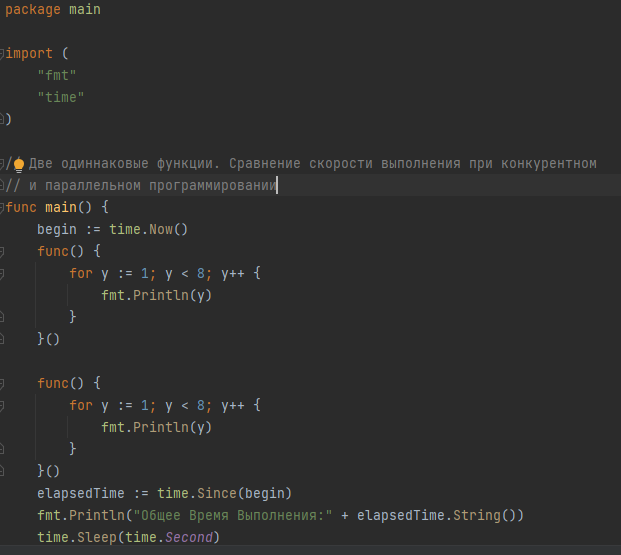 package main
import (
"fmt"
"time"
)
// Две одиннаковые функции. Сравнение скорости выполнения при конкурентном
// и параллельном программировании
func main() {
begin := time.Now()
func() {
for y := 1; y < 8; y++ {
fmt.Println(y)
}
}()
func() {
for y := 1; y < 8; y++ {
fmt.Println(y)
}
}()
elapsedTime := time.Since(begin)
fmt.Println("Общее Время Выполнения:" + elapsedTime.String())
time.Sleep(time.Second)